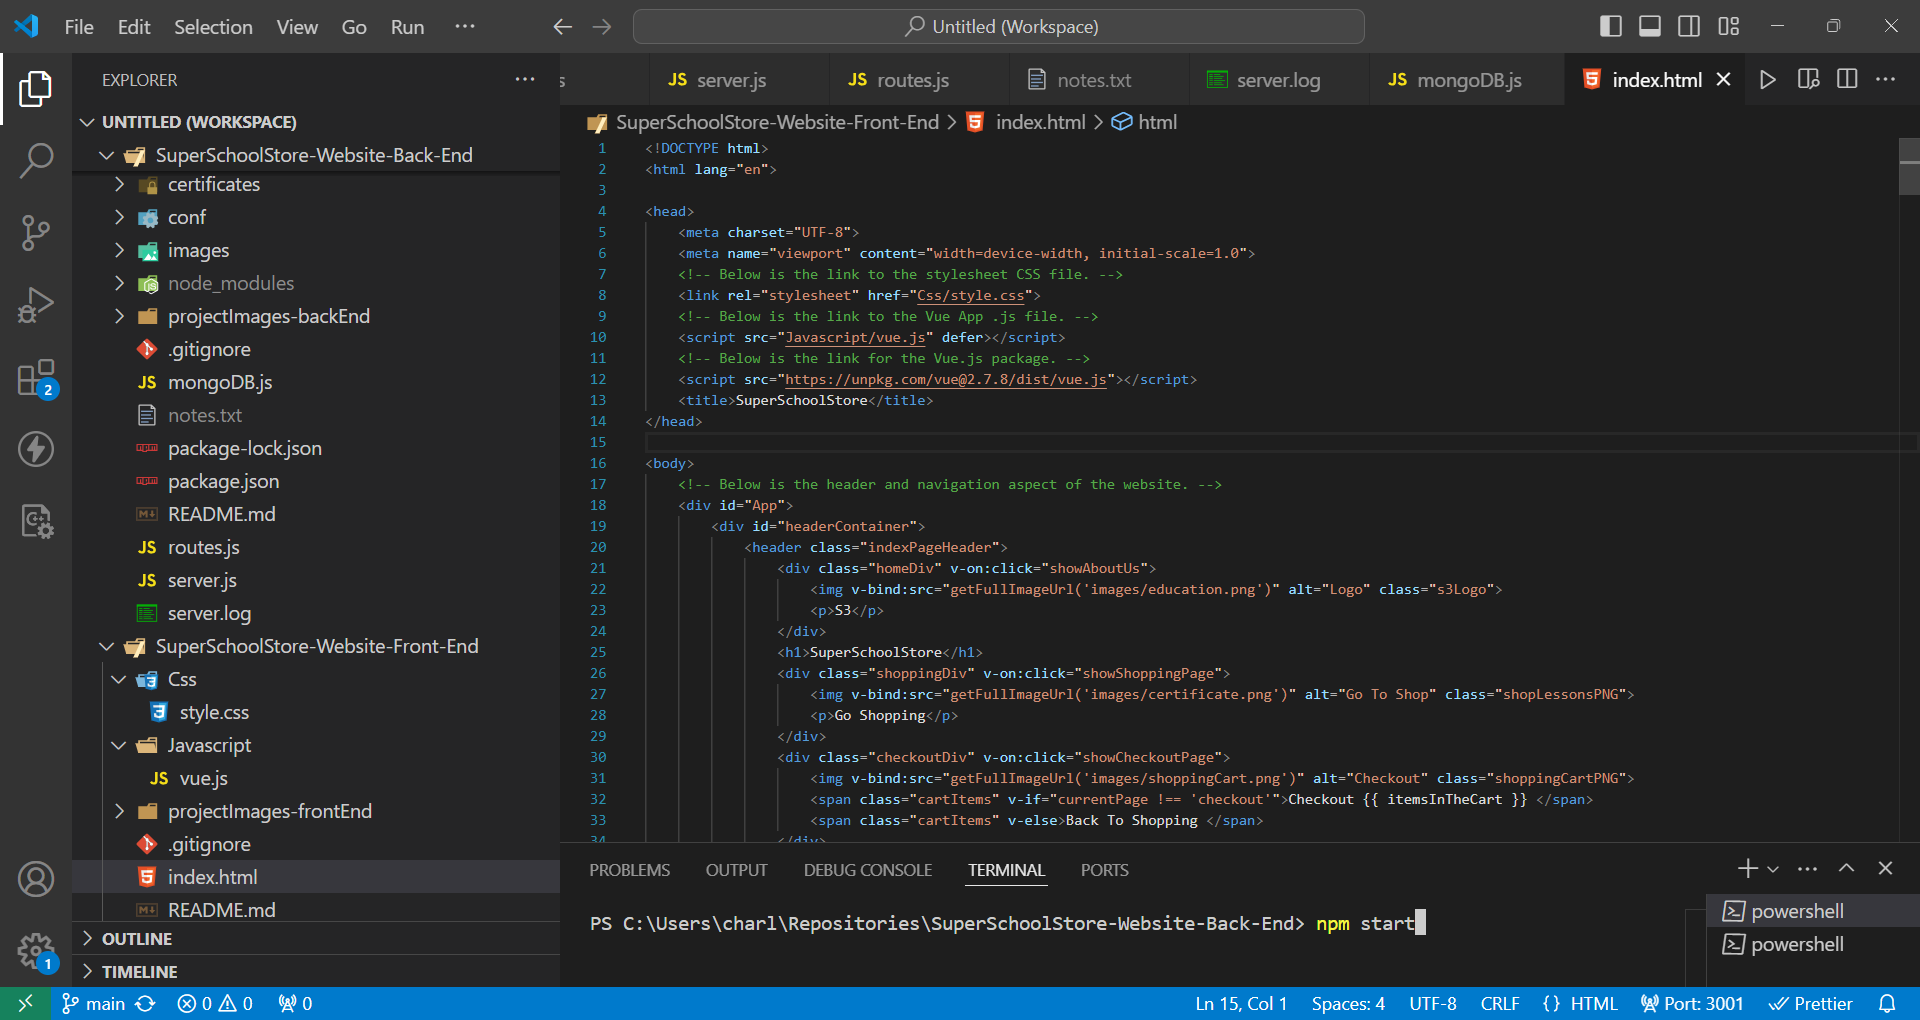 File Edit Selection View Go Run ···
Untitled (Workspace)
EXPLORER ···
UNTITLED (WORKSPACE)
SuperSchoolStore-Website-Back-End
certificates
conf
images
node_modules
projectImages-backEnd
.gitignore
mongoDB.js
notes.txt
package-lock.json
package.json
README.md
routes.js
server.js
server.log
SuperSchoolStore-Website-Front-End
Css
style.css
Javascript
vue.js
projectImages-frontEnd
.gitignore
index.html
README.md
OUTLINE
TIMELINE
2
1
s JS server.js JS routes.js notes.txt server.log JS mongoDB.js index.html
SuperSchoolStore-Website-Front-End > index.html > html
1 <!DOCTYPE html>
2 <html lang="en">
3
4 <head>
5 <meta charset="UTF-8">
6 <meta name="viewport" content="width=device-width, initial-scale=1.0">
7 <!-- Below is the link to the stylesheet CSS file. -->
8 <link rel="stylesheet" href="Css/style.css">
9 <!-- Below is the link to the Vue App .js file. -->
10 <script src="Javascript/vue.js" defer></script>
11 <!-- Below is the link for the Vue.js package. -->
12 <script src="https://unpkg.com/vue@2.7.8/dist/vue.js"></script>
13 <title>SuperSchoolStore</title>
14 </head>
15
16 <body>
17 <!-- Below is the header and navigation aspect of the website. -->
18 <div id="App">
19 <div id="headerContainer">
20 <header class="indexPageHeader">
21 <div class="homeDiv" v-on:click="showAboutUs">
22 <img v-bind:src="getFullImageUrl('images/education.png')" alt="Logo" class="s3Logo">
23 <p>S3</p>
24 </div>
25 <h1>SuperSchoolStore</h1>
26 <div class="shoppingDiv" v-on:click="showShoppingPage">
27 <img v-bind:src="getFullImageUrl('images/certificate.png')" alt="Go To Shop" class="shopLessonsPNG">
28 <p>Go Shopping</p>
29 </div>
30 <div class="checkoutDiv" v-on:click="showCheckoutPage">
31 <img v-bind:src="getFullImageUrl('images/shoppingCart.png')" alt="Checkout" class="shoppingCartPNG">
32 <span class="cartItems" v-if="currentPage !== 'checkout'">Checkout {{ itemsInTheCart }} </span>
33 <span class="cartItems" v-else>Back To Shopping </span>
34 </div>
PROBLEMS OUTPUT DEBUG CONSOLE TERMINAL PORTS
PS C:\Users\charl\Repositories\SuperSchoolStore-Website-Back-End> npm start
powershell
powershell
main 0 0 0 Ln 15, Col 1 Spaces: 4 UTF-8 CRLF {} HTML Port: 3001 Prettier